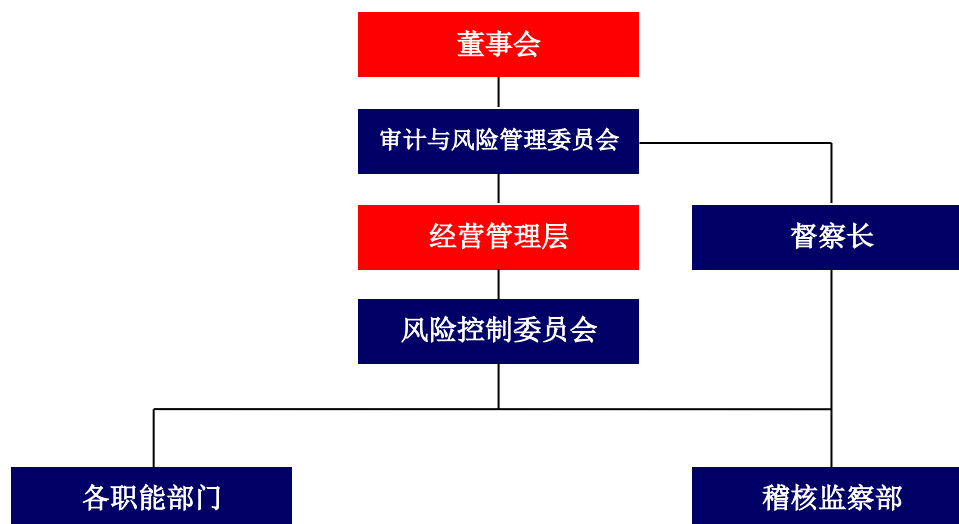 董事会
审计与风险管理委员会
经营管理层
督察长
风险控制委员会
各职能部门
稽核监察部